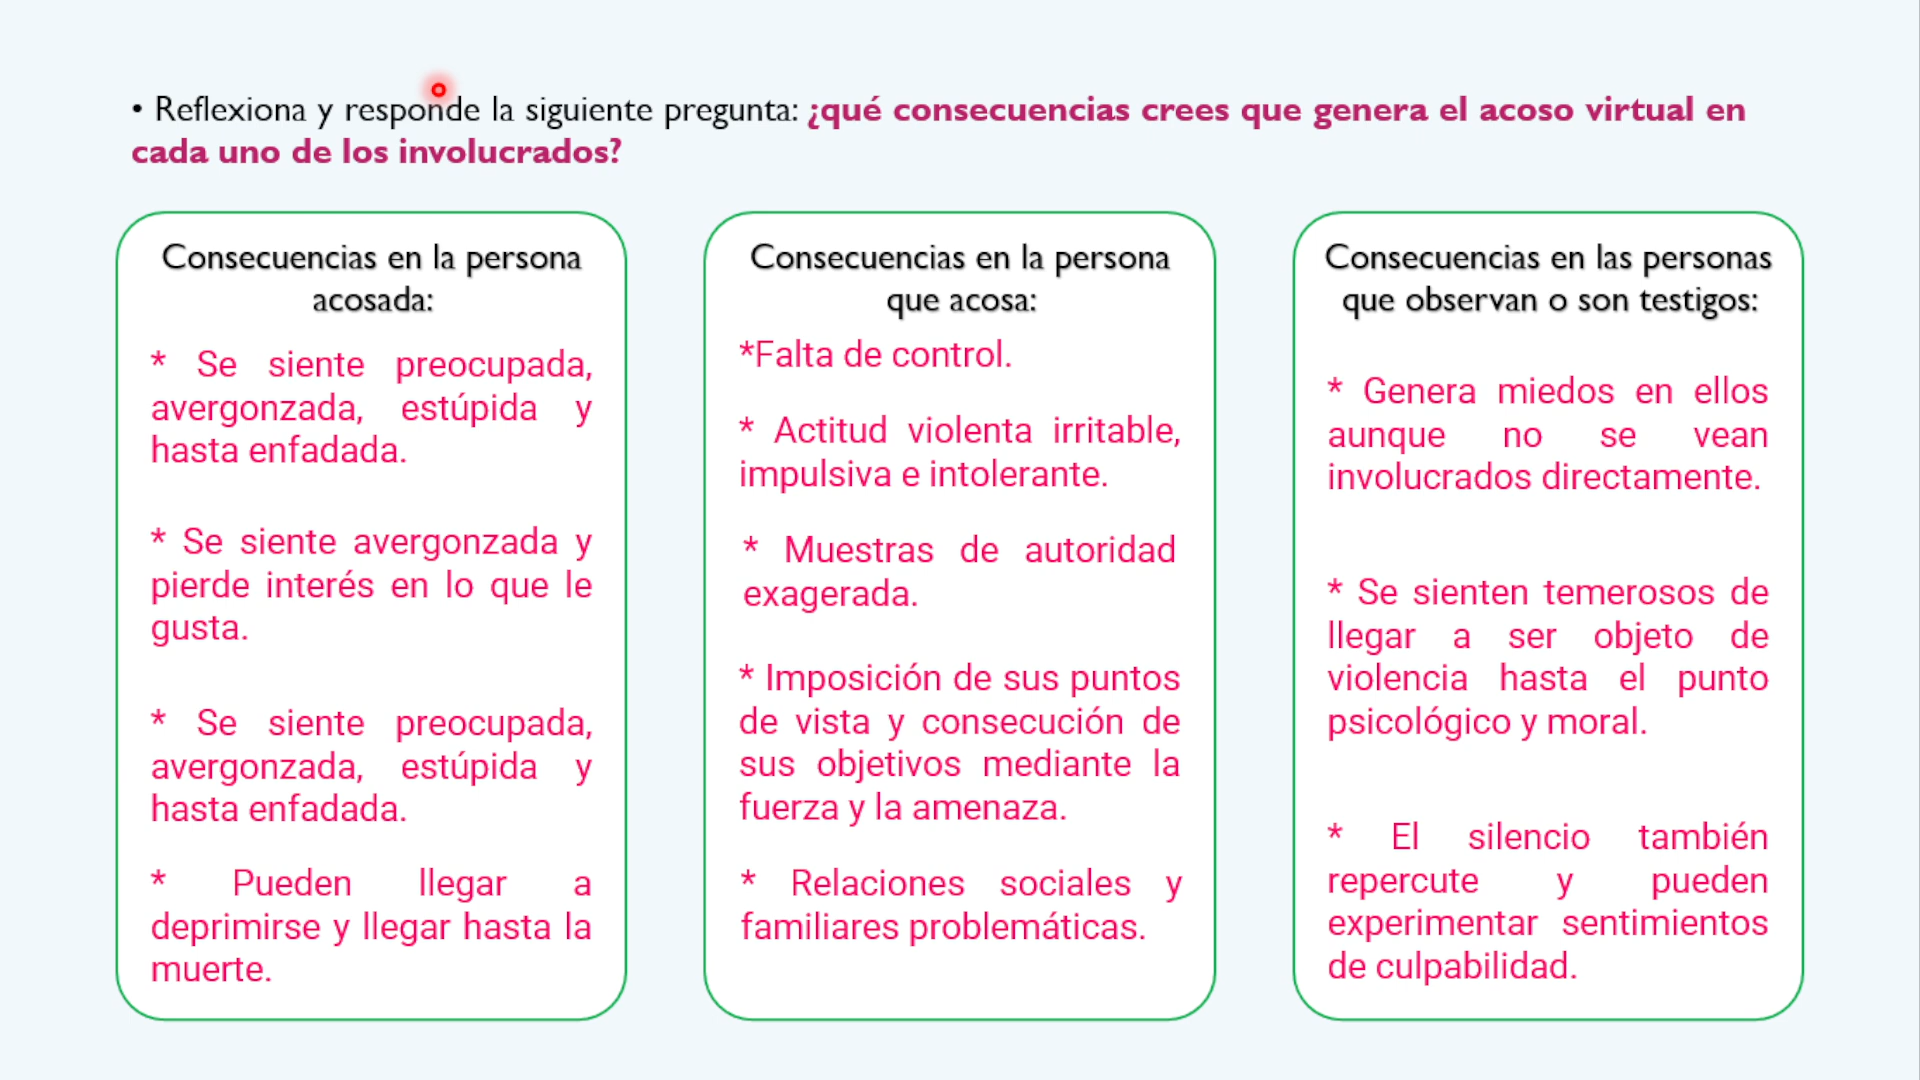 • Reflexiona y responde la siguiente pregunta: ¿qué consecuencias crees que genera el acoso virtual en
cada uno de los involucrados?
Consecuencias en la persona
acosada:
* Se siente preocupada,
avergonzada, estúpida y
hasta enfadada.
* Se siente avergonzada y
pierde interés en lo que le
gusta.
* Se siente preocupada,
avergonzada, estúpida y
hasta enfadada.
* Pueden llegar a
deprimirse y llegar hasta la
muerte.
Consecuencias en la persona
que acosa:
*Falta de control.
* Actitud violenta irritable,
impulsiva e intolerante.
* Muestras de autoridad
exagerada.
* Imposición de sus puntos
de vista y consecución de
sus objetivos mediante la
fuerza y la amenaza.
* Relaciones sociales y
familiares problemáticas.
Consecuencias en las personas
que observan o son testigos:
* Genera miedos en ellos
aunque no se vean
involucrados directamente.
* Se sienten temerosos de
llegar a ser objeto de
violencia hasta el punto
psicológico y moral.
* El silencio también
repercute y pueden
experimentar sentimientos
de culpabilidad.